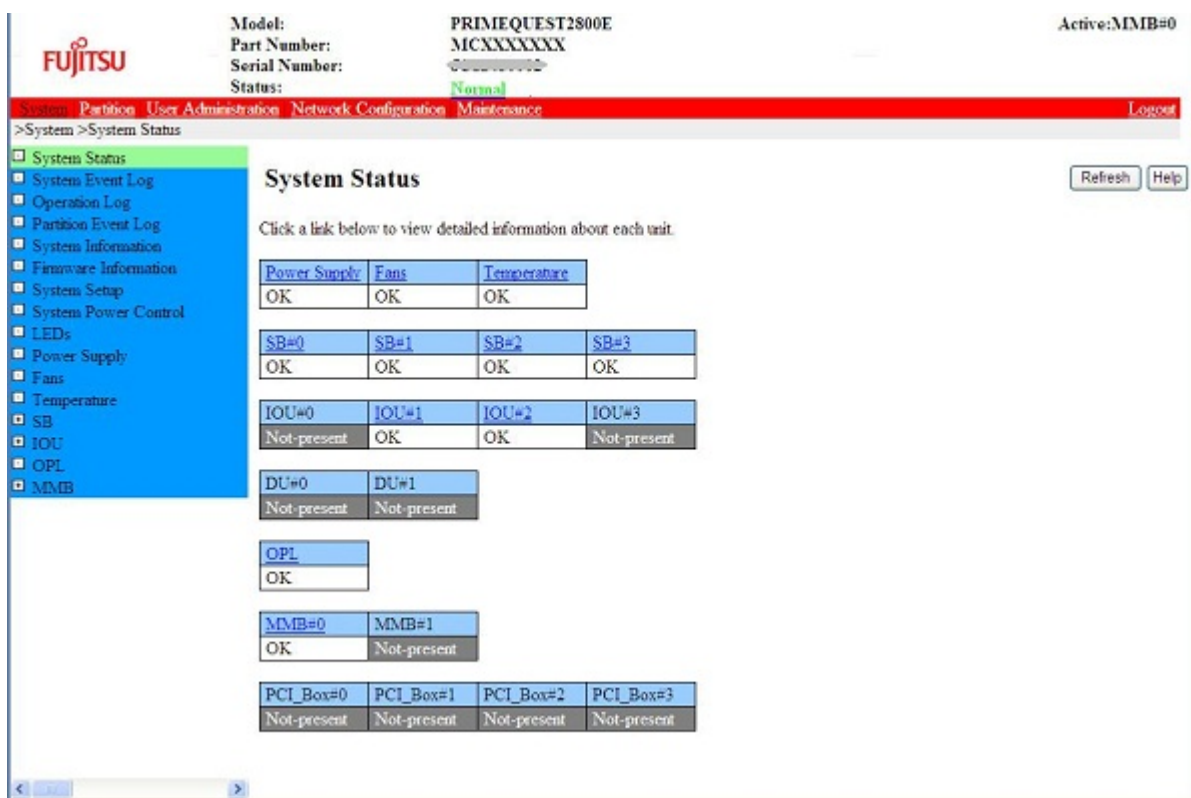 FUJITSU
Model: PRIMEQUEST2800E Active:MMB#0
Part Number: MCXXXXXXX
Serial Number:
Status: Normal
System Partition User Administration Network Configuration Maintenance Logout
>System >System Status
System Status
System Event Log
Operation Log
Partition Event Log
System Information
Firmware Information
System Setup
System Power Control
LEDs
Power Supply
Fans
Temperature
SB
IOU
OPL
MMB
System Status Refresh Help
Click a link below to view detailed information about each unit.
Power Supply Fans Temperature
OK OK OK
SB#0 SB#1 SB#2 SB#3
OK OK OK OK
IOU#0 IOU#1 IOU#2 IOU#3
Not-present OK OK Not-present
DU#0 DU#1
Not-present Not-present
OPL
OK
MMB#0 MMB#1
OK Not-present
PCI_Box#0 PCI_Box#1 PCI_Box#2 PCI_Box#3
Not-present Not-present Not-present Not-present